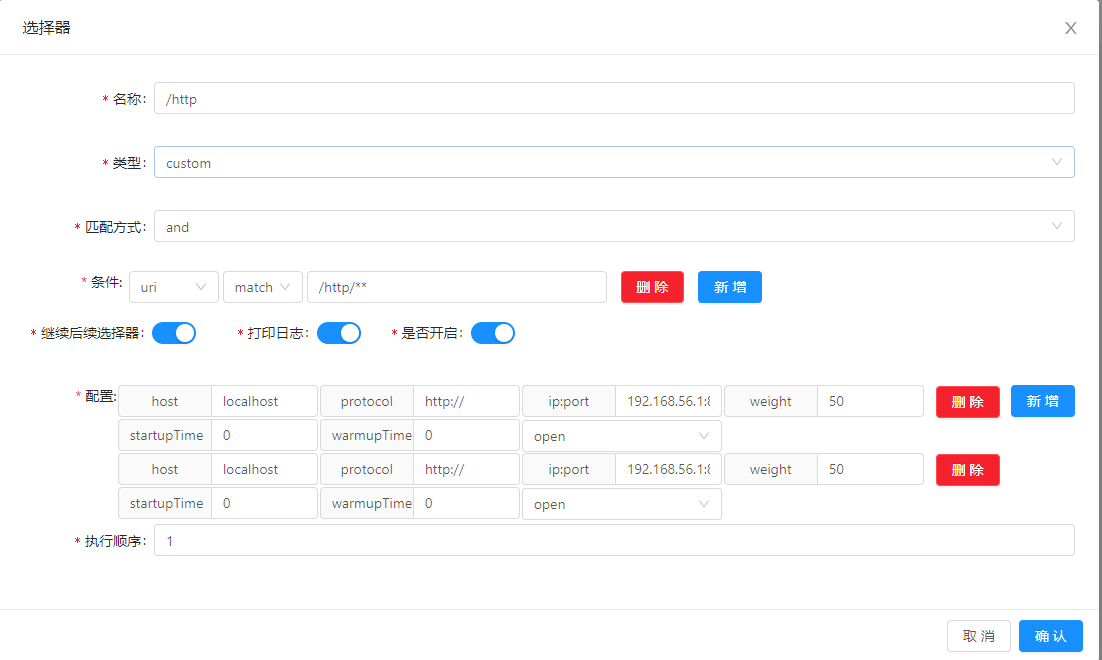 选择器
* 名称: /http
* 类型: custom
* 匹配方式: and
* 条件: uri match /http/** 删 除 新 增
* 继续后续选择器: * 打印日志: * 是否开启:
* 配置: host localhost protocol http:// ip:port 192.168.56.1: weight 50 删 除 新 增
startupTime 0 warmupTime 0 open
host localhost protocol http:// ip:port 192.168.56.1: weight 50 删 除
startupTime 0 warmupTime 0 open
* 执行顺序: 1
取 消 确 认